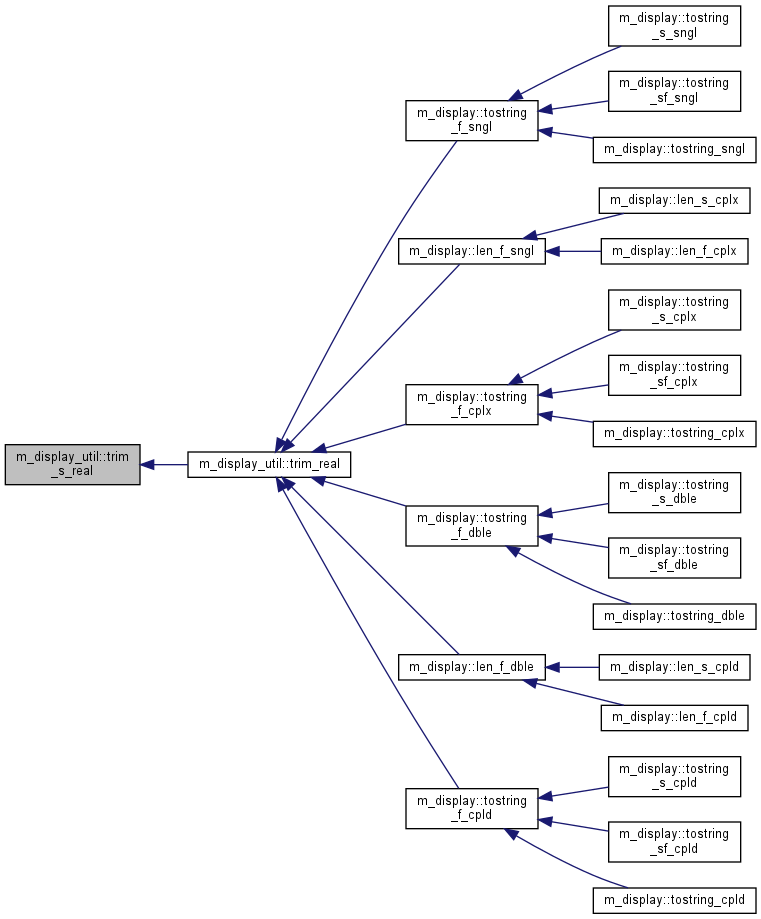 m_display_util::trim
_s_real
m_display_util::trim_real
m_display::tostring
_f_sngl
m_display::len_f_sngl
m_display::tostring
_f_cplx
m_display::tostring
_f_dble
m_display::len_f_dble
m_display::tostring
_f_cpld
m_display::tostring
_s_sngl
m_display::tostring
_sf_sngl
m_display::tostring_sngl
m_display::len_s_cplx
m_display::len_f_cplx
m_display::tostring
_s_cplx
m_display::tostring
_sf_cplx
m_display::tostring_cplx
m_display::tostring
_s_dble
m_display::tostring
_sf_dble
m_display::tostring_dble
m_display::len_s_cpld
m_display::len_f_cpld
m_display::tostring
_s_cpld
m_display::tostring
_sf_cpld
m_display::tostring_cpld